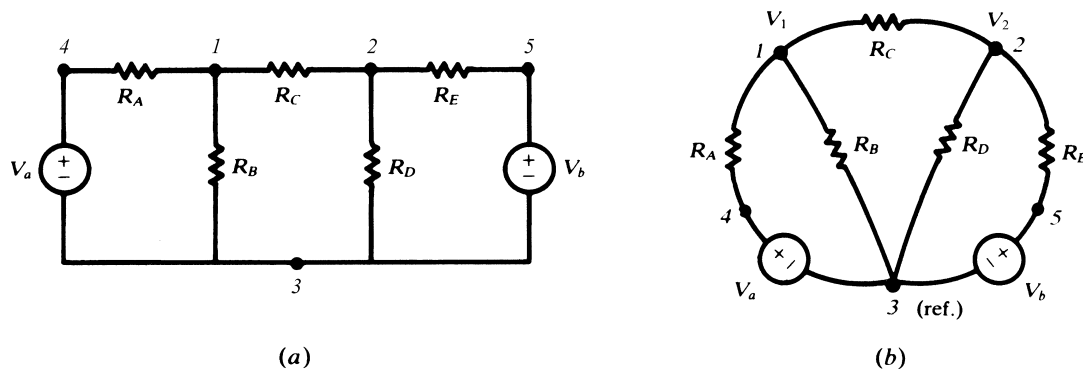 4 1 2 5
R_A R_C R_E
V_a + − R_B R_D + − V_b
3
(a)
V_1 V_2
1 R_C 2
R_A R_B R_D R_E
4 5
V_a + − + − V_b
3 (ref.)
(b)